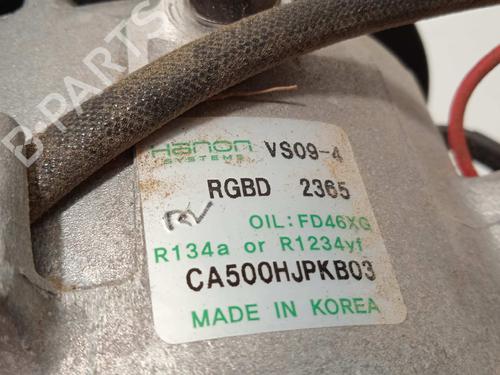 B-PARTS
Hanon
SYSTEMS
VS09-4
RGBD 2365
RV
OIL: FD46XG
R134a or R1234yf
CA500HJPKB03
MADE IN KOREA